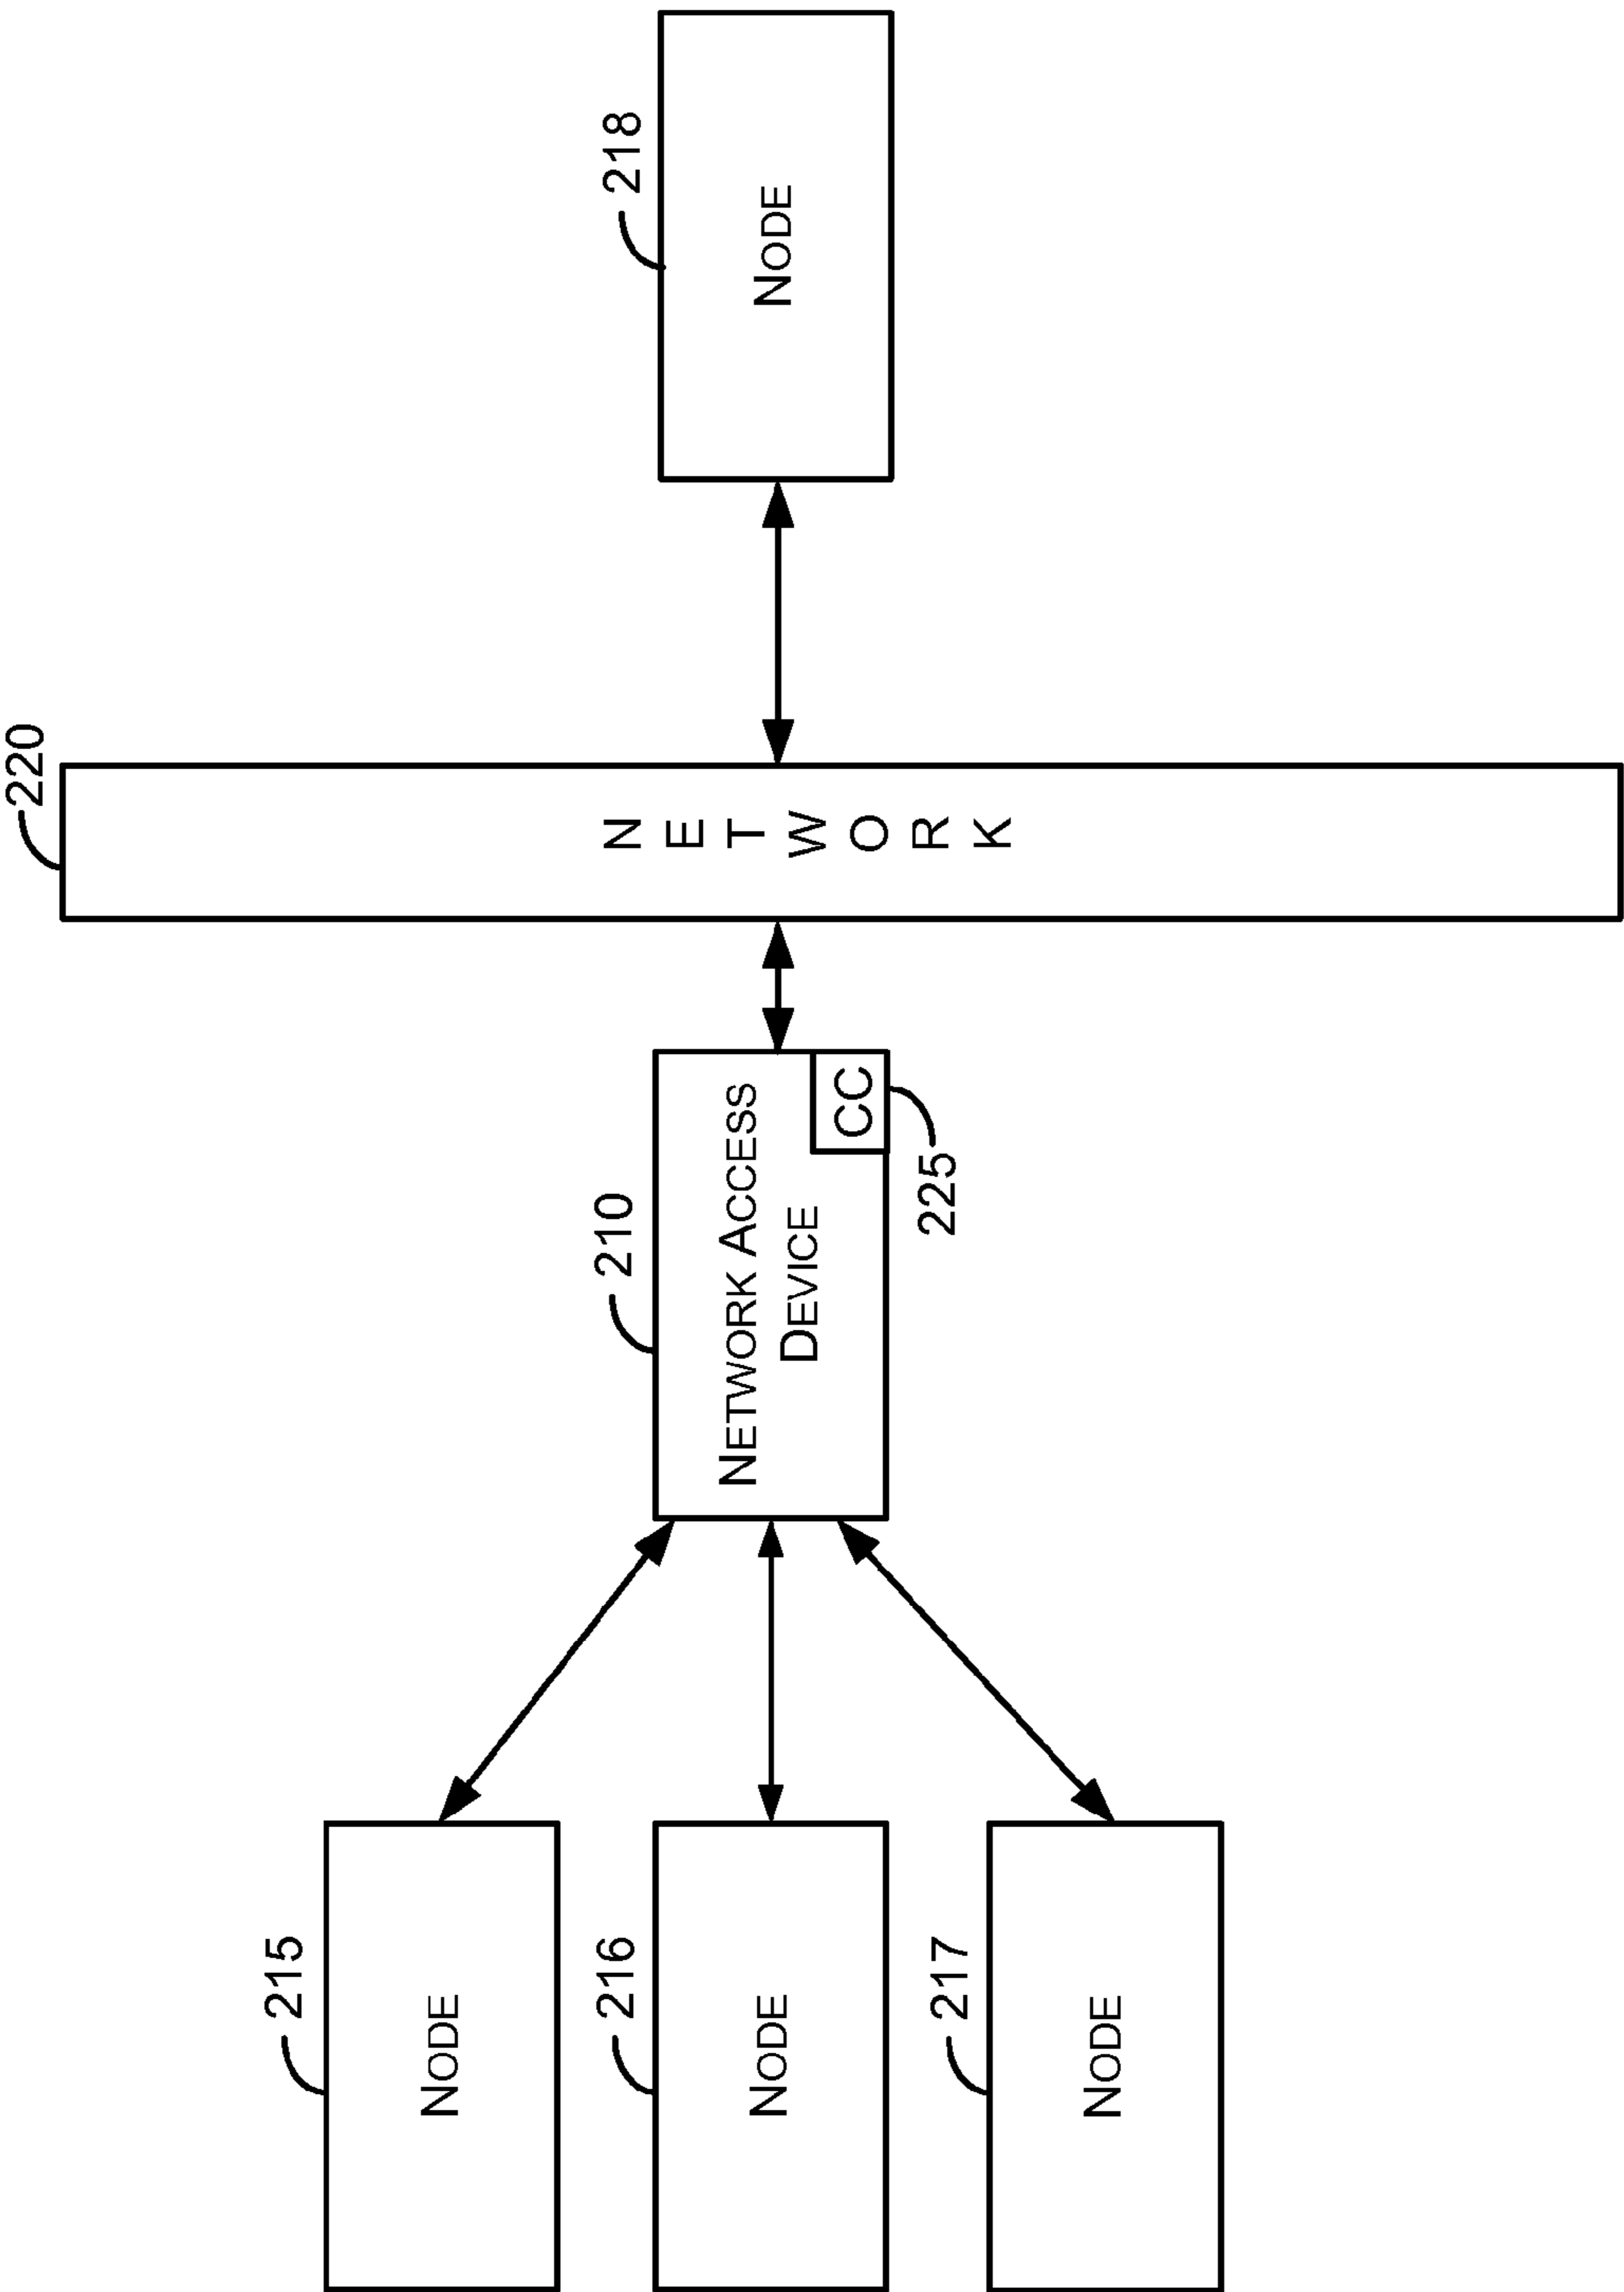 220
215
NODE
216
NODE
217
NODE
210
NETWORK ACCESS
DEVICE
CC
225
N
E
T
W
O
R
K
218
NODE